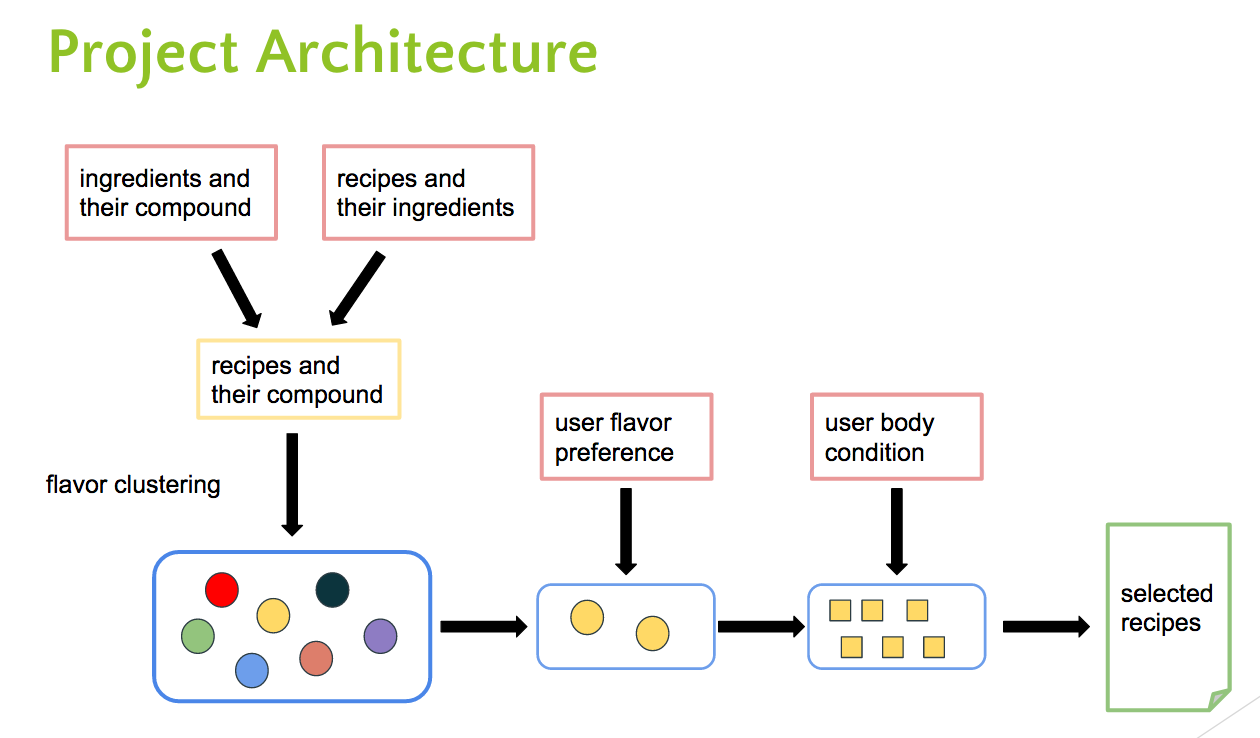 Project Architecture
ingredients and
their compound
recipes and
their ingredients
recipes and
their compound
flavor clustering
user flavor
preference
user body
condition
selected
recipes